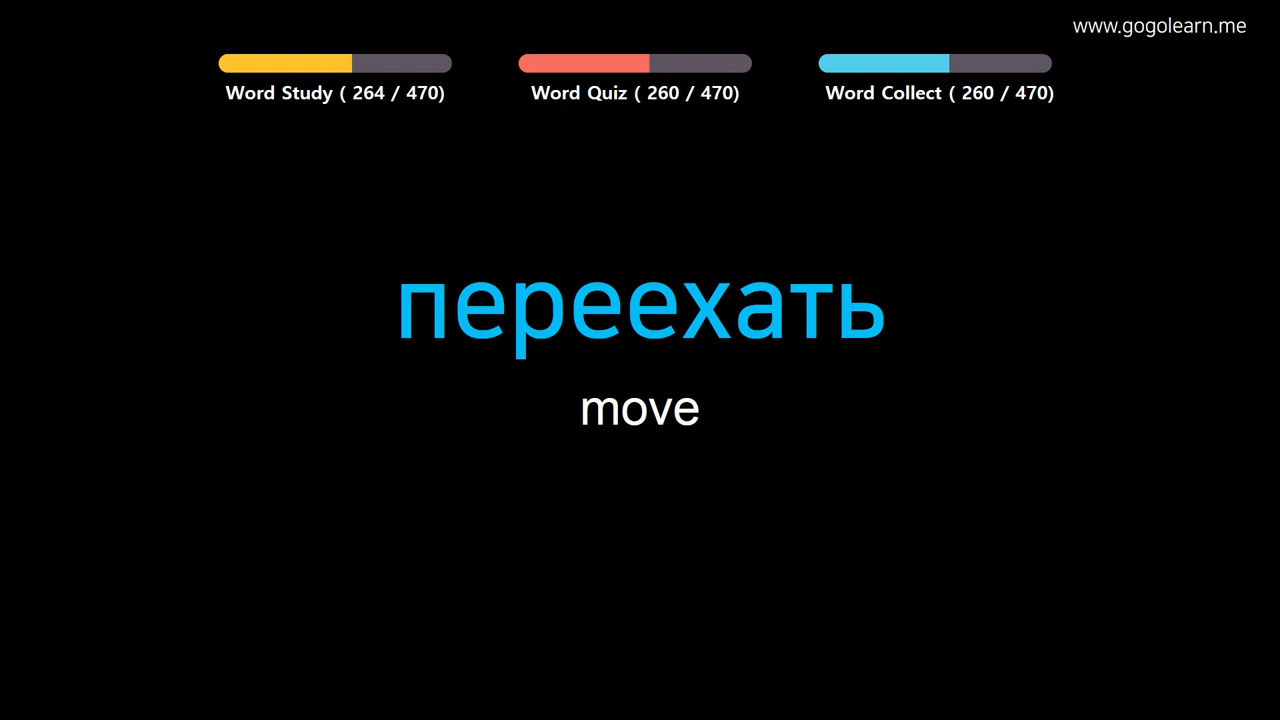 www.gogolearn.me
Word Study ( 264 / 470)
Word Quiz ( 260 / 470)
Word Collect ( 260 / 470)
переехать
move